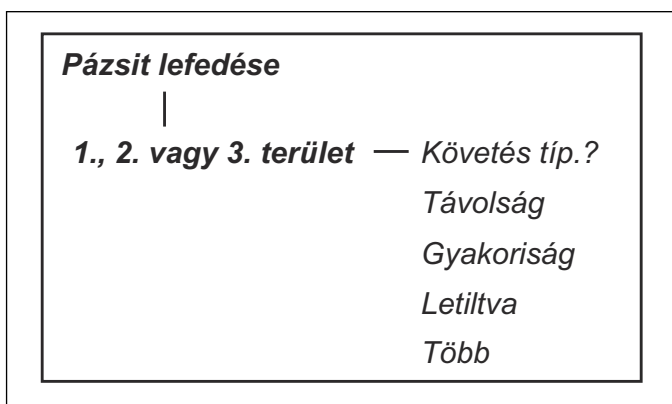 Pázsit lefedése
1., 2. vagy 3. terület — Követés típ.?
Távolság
Gyakoriság
Letiltva
Több